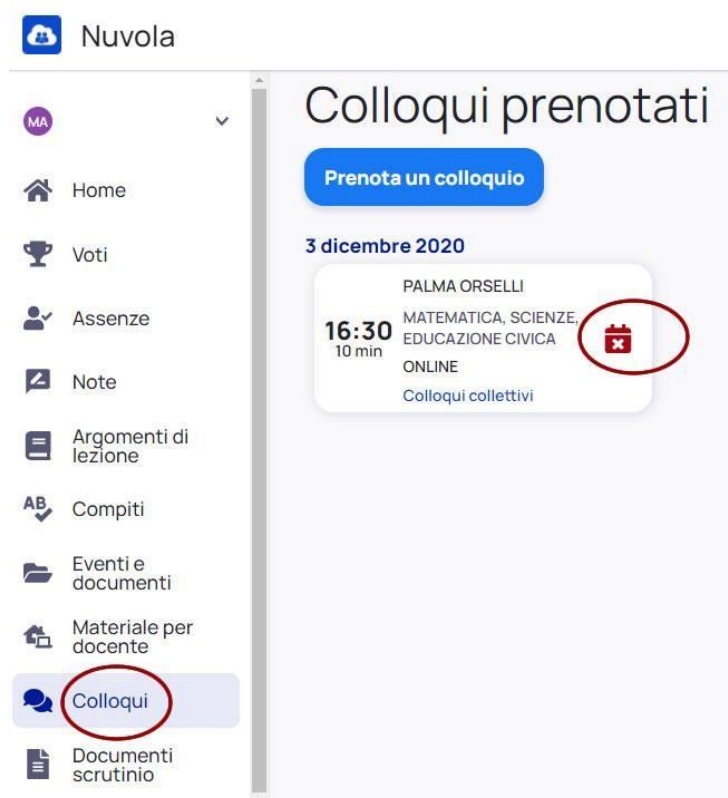 Nuvola
MA
Home
Voti
Assenze
Note
Argomenti di
lezione
AB
Compiti
Eventi e
documenti
Materiale per
docente
Colloqui
Documenti
scrutinio
Colloqui prenotati
Prenota un colloquio
3 dicembre 2020
PALMA ORSELLI
16:30
10 min
MATEMATICA, SCIENZE,
EDUCAZIONE CIVICA
ONLINE
Colloqui collettivi